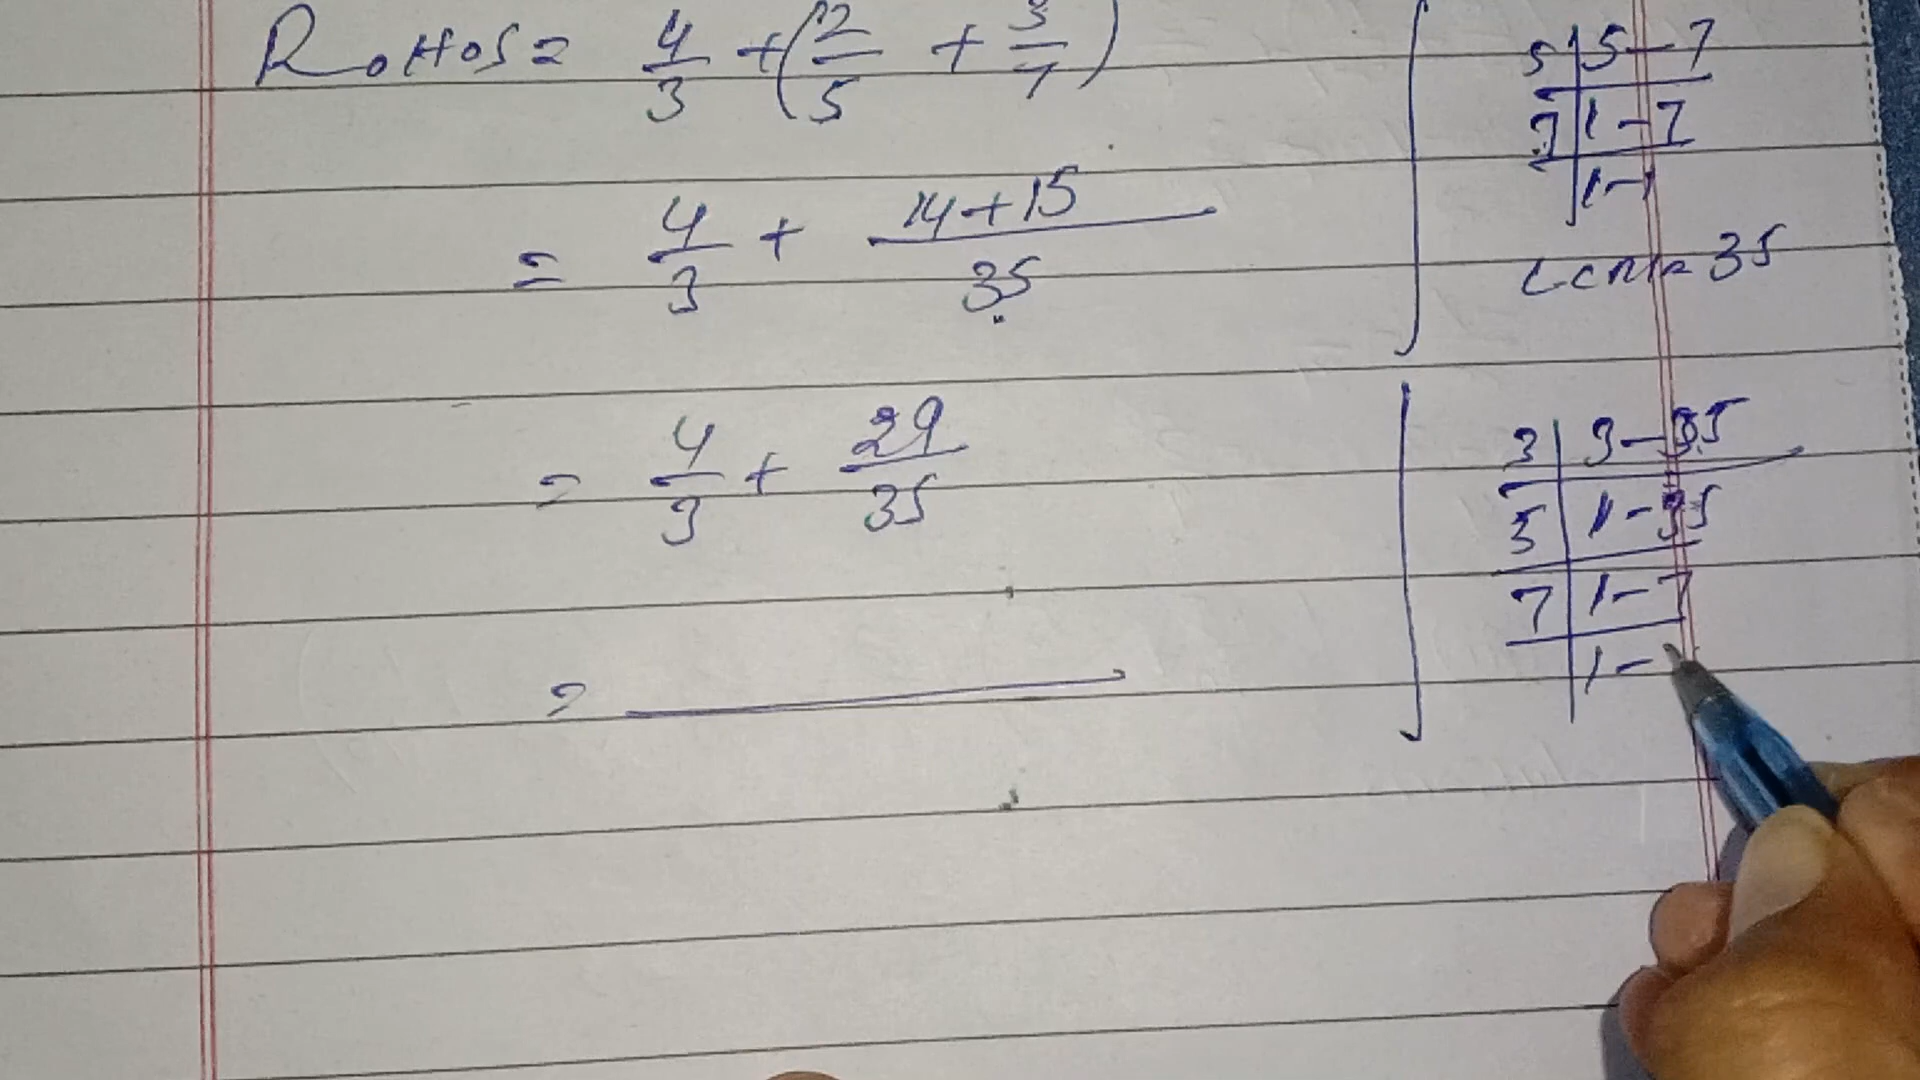 R.H.S = 4/3 + (2/5 + 3/7)
= 4/3 + 14+15/35
= 4/3 + 29/35
=
5 | 5 - 7
7 | 1 - 7
| 1 - 1
LCM = 35
3 | 3 - 35
5 | 1 - 35
7 | 1 - 7
| 1 -